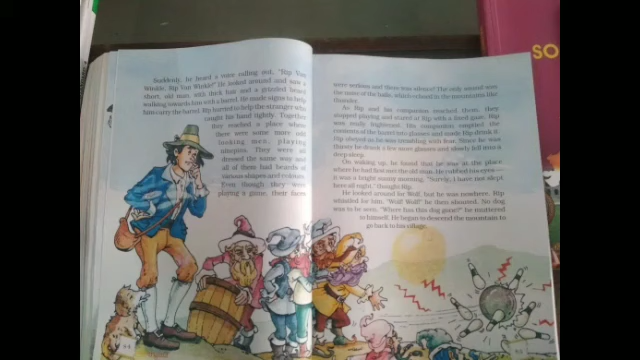 Suddenly, he heard a voice calling out, "Rip Van
Winkle, Rip Van Winkle!" He looked around and saw a
short, old man, with thick hair and a grizzled beard
walking towards him with a barrel. He made signs to help
him carry the barrel. Rip hurried to help the stranger who
caught his hand tightly. Together
they reached a place where
there were some more odd
looking men, playing
ninepins. They were all
dressed the same way and
all of them had beards of
various shapes and colours.
Even though they were
playing a game, their faces
were serious and there was silence! The only sound was
the noise of the balls, which echoed in the mountains like
thunder.
As Rip and his companion reached them, they
stopped playing and stared at Rip with a fixed gaze. Rip
was really frightened. His companion emptied the
contents of the barrel into glasses and made Rip drink it.
Rip obeyed as he was trembling with fear. Since he was
thirsty he drank a few more glasses and slowly fell into a
deep sleep.
On waking up, he found that he was at the place
where he had first met the old man. He rubbed his eyes —
it was a bright sunny morning. "Surely, I have not slept
here all night," thought Rip.
He looked around for Wolf, but he was nowhere. Rip
whistled for him. "Wolf! Wolf!" he then shouted. No dog
was to be seen. "Where has this dog gone?" he muttered
to himself. He began to descend the mountain to
go back to his village.
SO